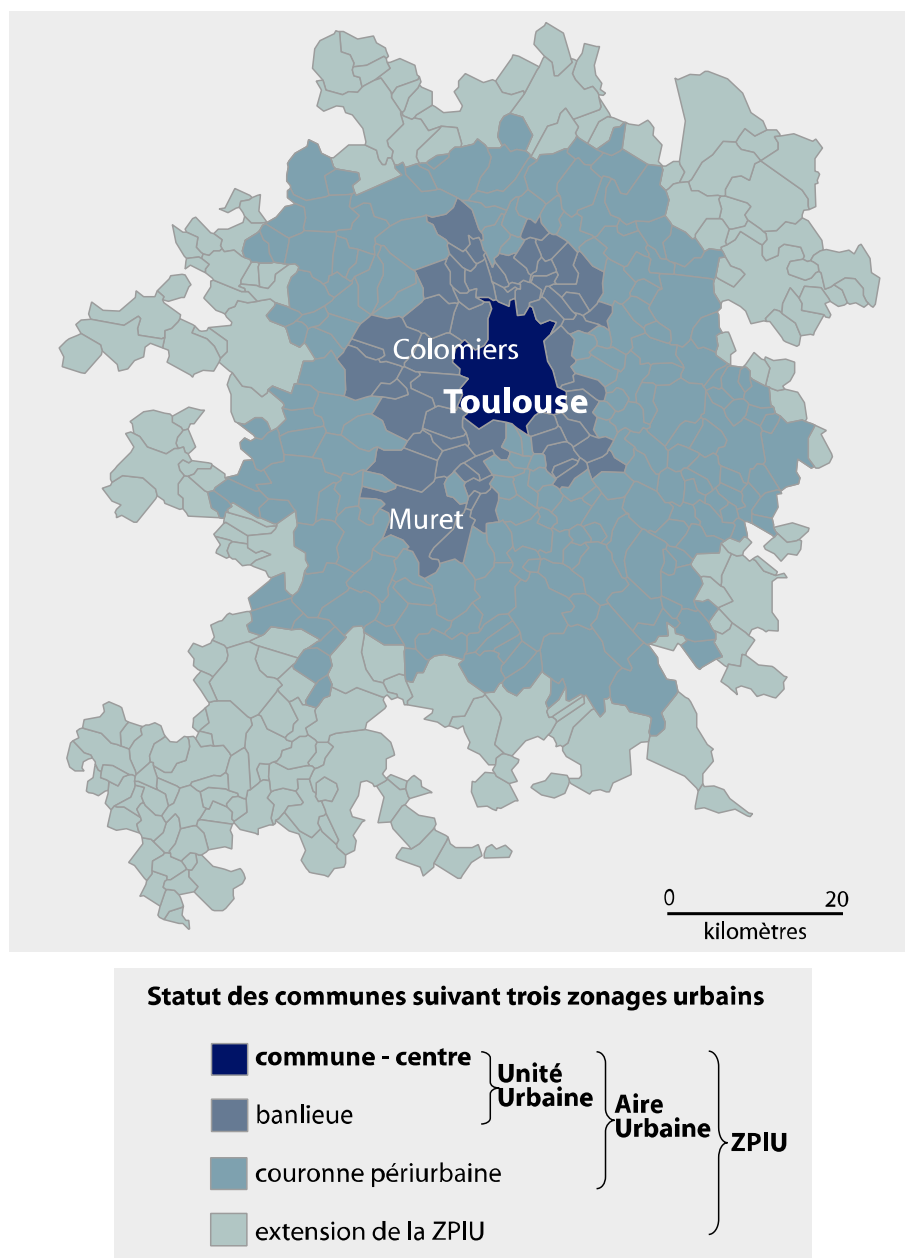 Colomiers
Toulouse
Muret
0 20
kilomètres
Statut des communes suivant trois zonages urbains
commune - centre
Unité
Urbaine
banlieue
Aire
Urbaine
ZPIU
couronne périurbaine
extension de la ZPIU